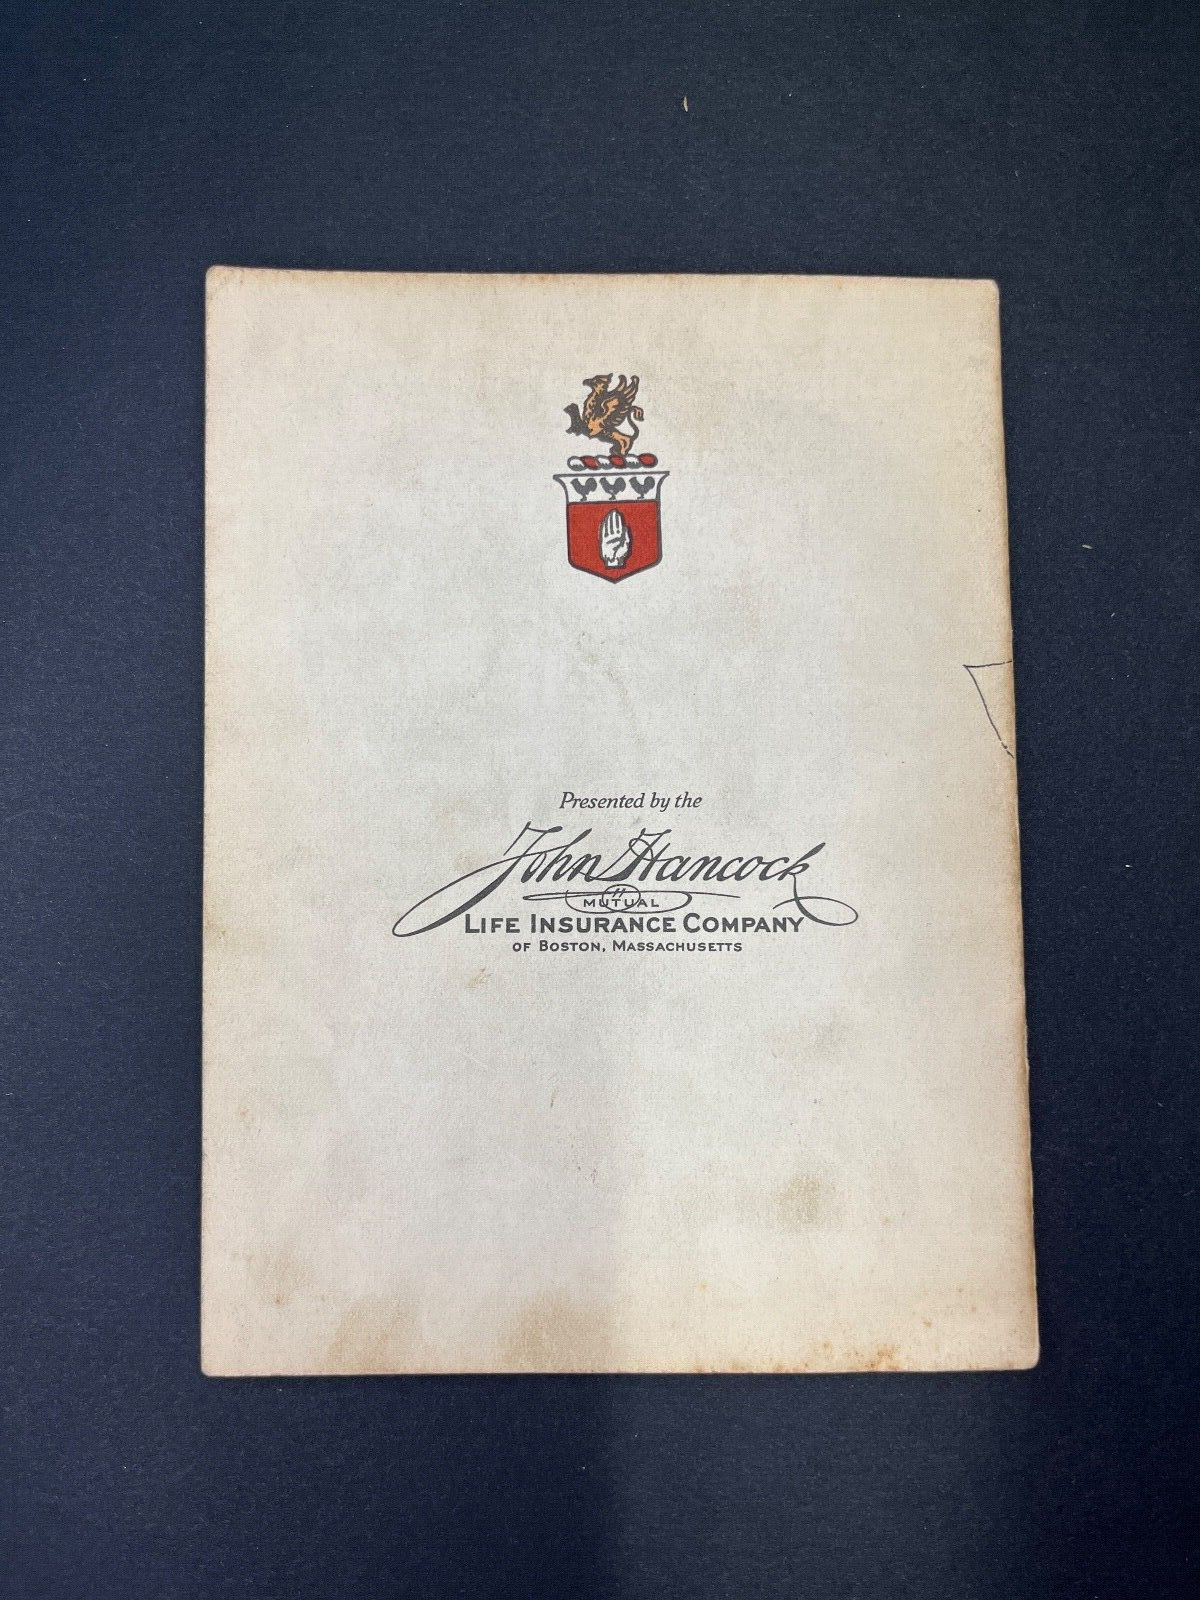 Presented by the
John Hancock
MUTUAL
LIFE INSURANCE COMPANY
OF BOSTON, MASSACHUSETTS